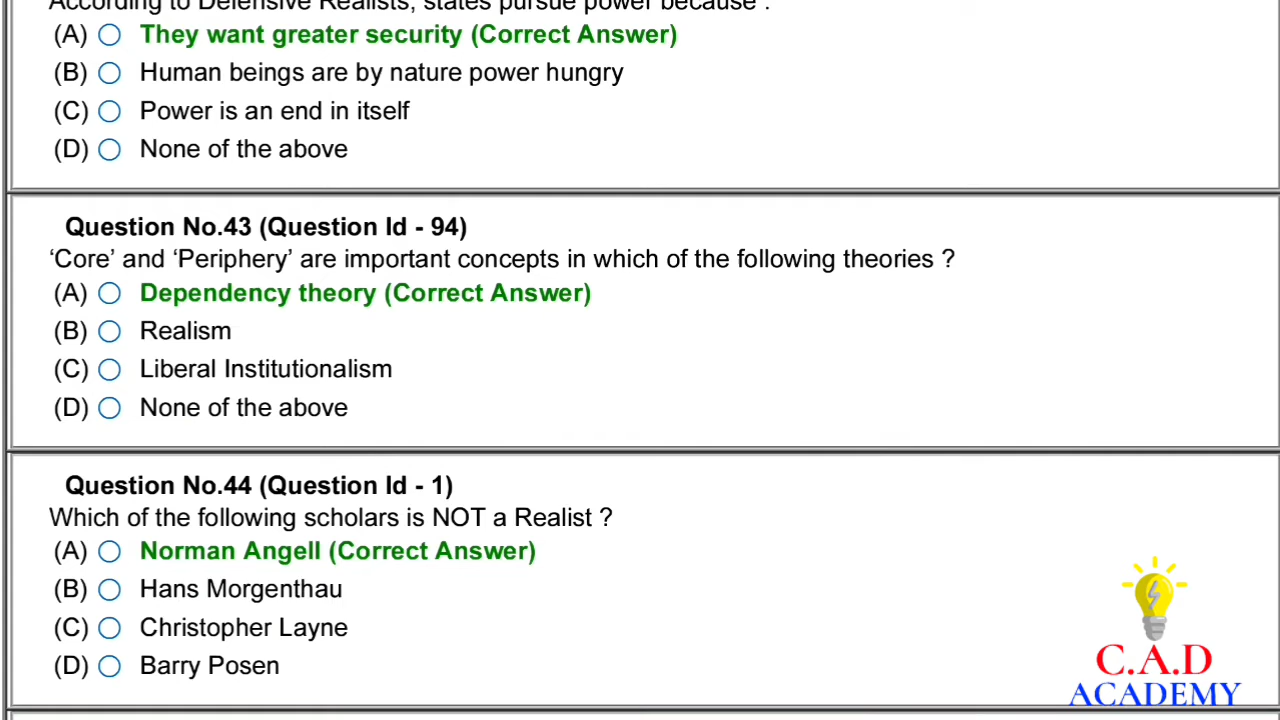 According to Defensive Realists, states pursue power because :
(A) They want greater security (Correct Answer)
(B) Human beings are by nature power hungry
(C) Power is an end in itself
(D) None of the above
Question No.43 (Question Id - 94)
‘Core’ and ‘Periphery’ are important concepts in which of the following theories ?
(A) Dependency theory (Correct Answer)
(B) Realism
(C) Liberal Institutionalism
(D) None of the above
Question No.44 (Question Id - 1)
Which of the following scholars is NOT a Realist ?
(A) Norman Angell (Correct Answer)
(B) Hans Morgenthau
(C) Christopher Layne
(D) Barry Posen
C.A.D
ACADEMY